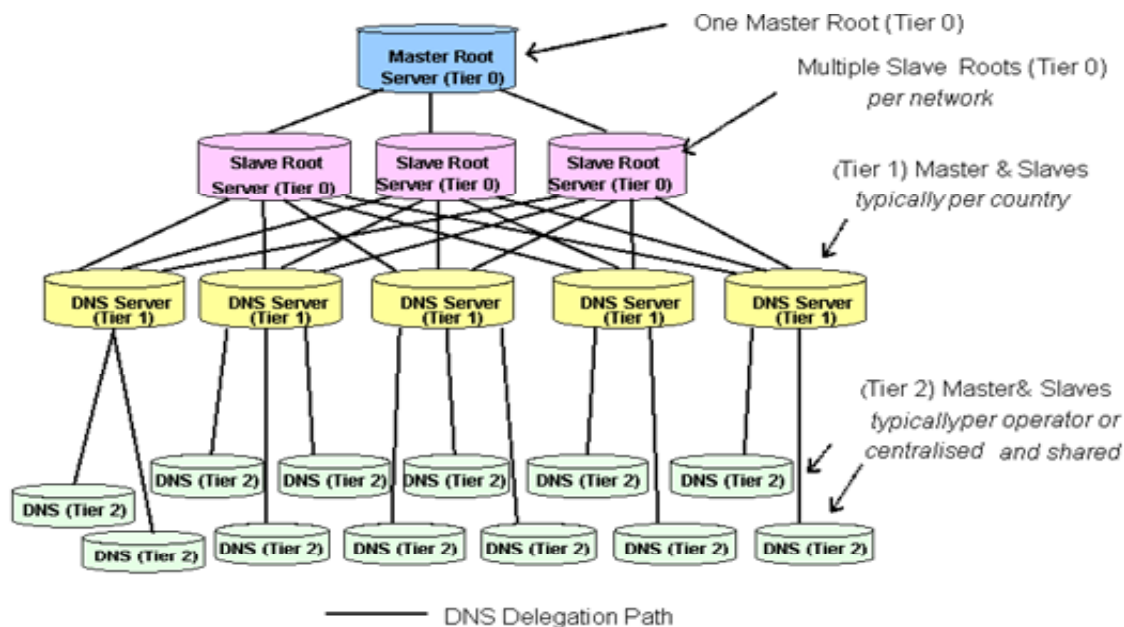 One Master Root (Tier 0)
Master Root
Server (Tier 0)
Multiple Slave Roots (Tier 0)
per network
Slave Root
Server (Tier 0)
Slave Root
Server (Tier 0)
Slave Root
Server (Tier 0)
(Tier 1) Master & Slaves
typically per country
DNS Server
(Tier 1)
DNS Server
(Tier 1)
DNS Server
(Tier 1)
DNS Server
(Tier 1)
DNS Server
(Tier 1)
(Tier 2) Master& Slaves
typically per operator or
centralised and shared
DNS (Tier 2)
DNS (Tier 2)
DNS (Tier 2)
DNS (Tier 2)
DNS (Tier 2)
DNS (Tier 2)
DNS (Tier 2)
DNS (Tier 2)
DNS (Tier 2)
DNS (Tier 2)
DNS (Tier 2)
DNS (Tier 2)
DNS Delegation Path